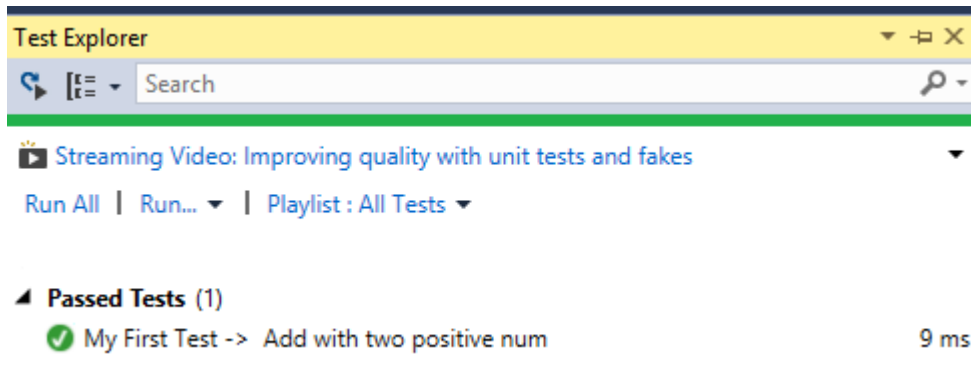 Test Explorer
Search
Streaming Video: Improving quality with unit tests and fakes
Run All | Run... | Playlist : All Tests
Passed Tests (1)
My First Test -> Add with two positive num 9 ms